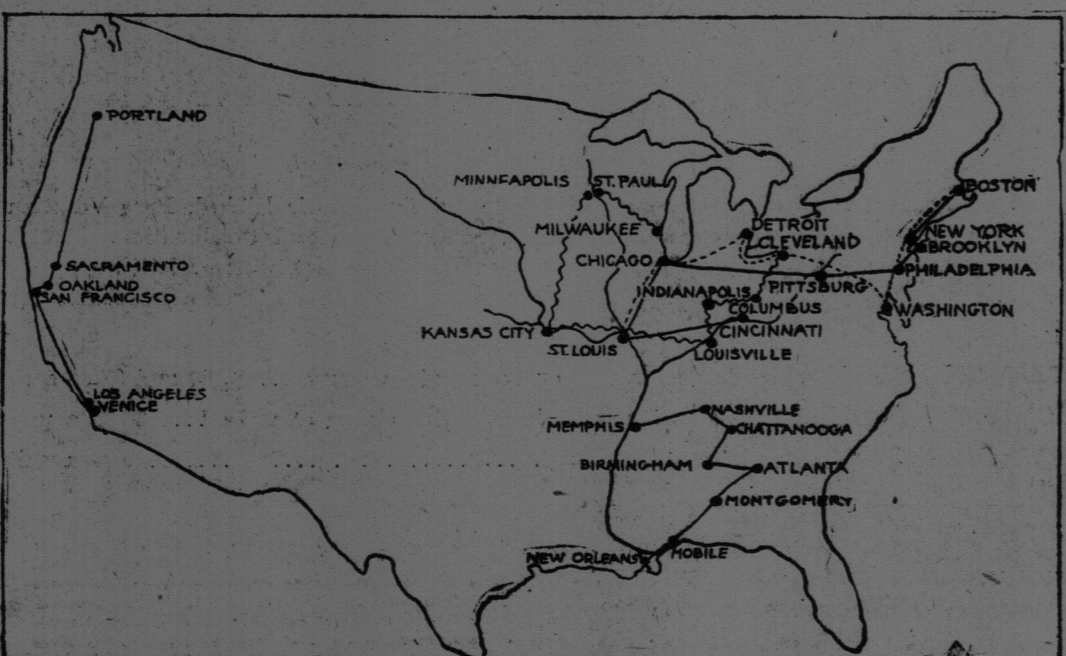 PORTLAND
MINNEAPOLIS
ST. PAUL
BOSTON
MILWAUKEE
DETROIT
NEW YORK
CLEVELAND
BROOKLYN
CHICAGO
SACRAMENTO
PHILADELPHIA
OAKLAND
PITTSBURG
INDIANAPOLIS
SAN FRANCISCO
COLUMBUS
WASHINGTON
KANSAS CITY
CINCINNATI
ST. LOUIS
LOUISVILLE
LOS ANGELES
VENICE
NASHVILLE
MEMPHIS
CHATTANOOGA
BIRMINGHAM
ATLANTA
MONTGOMERY
NEW ORLEANS
MOBILE